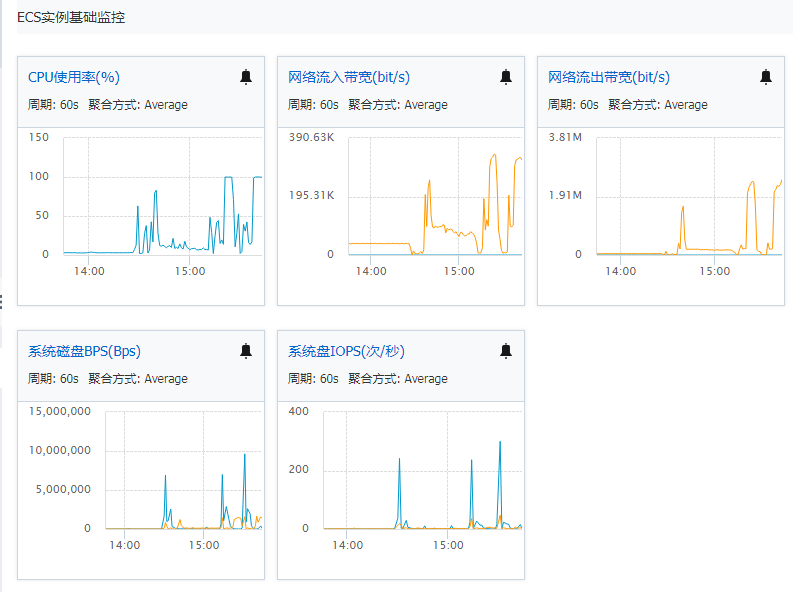 ECS实例基础监控
CPU使用率(%)
周期: 60s 聚合方式: Average
150
100
50
0
14:00 15:00
网络流入带宽(bit/s)
周期: 60s 聚合方式: Average
390.63K
195.31K
0
14:00 15:00
网络流出带宽(bit/s)
周期: 60s 聚合方式: Average
3.81M
1.91M
0
14:00 15:00
系统磁盘BPS(Bps)
周期: 60s 聚合方式: Average
15,000,000
10,000,000
5,000,000
0
14:00 15:00
系统盘IOPS(次/秒)
周期: 60s 聚合方式: Average
400
200
0
14:00 15:00